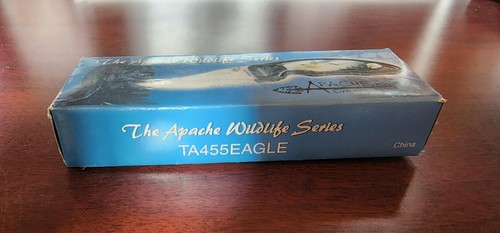 The Apache Wildlife Series
APACHE
The Apache Wildlife Series
TA455EAGLE
China